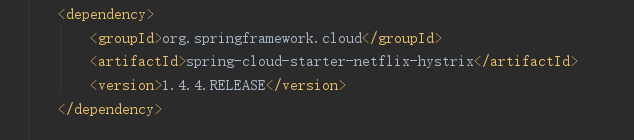 <dependency>
<groupId>org.springframework.cloud</groupId>
<artifactId>spring-cloud-starter-netflix-hystrix</artifactId>
<version>1.4.4.RELEASE</version>
</dependency>